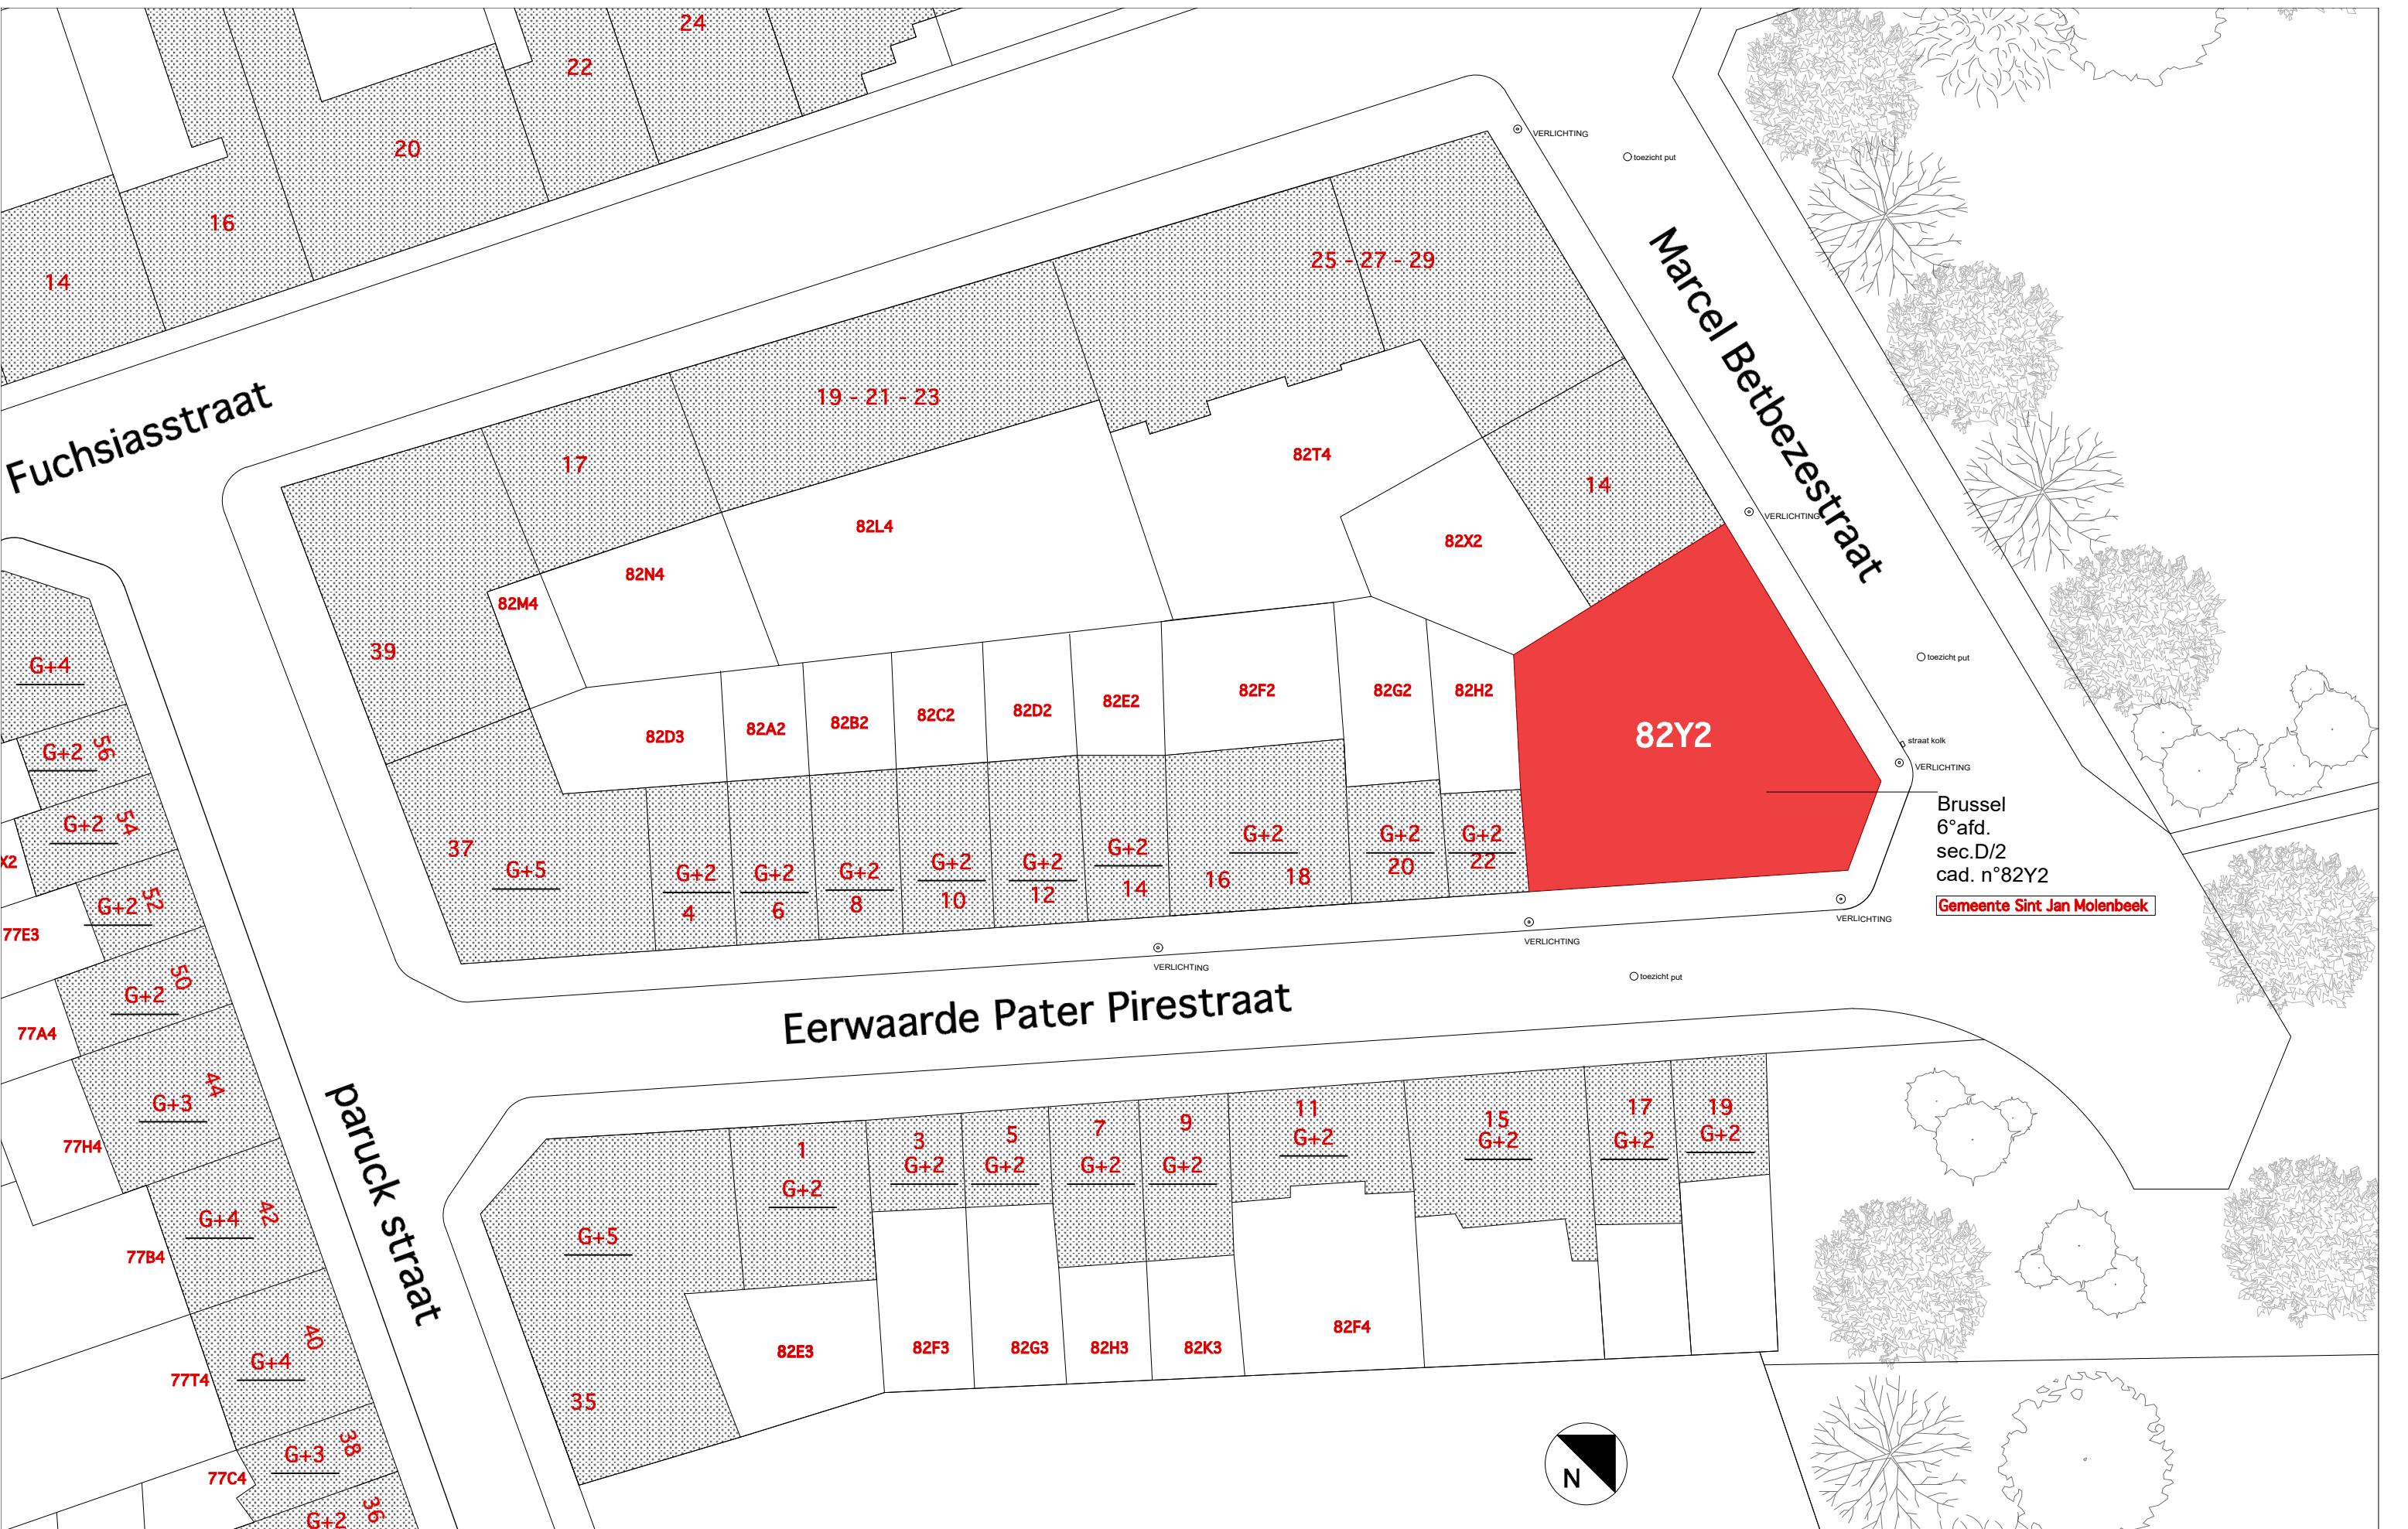 24
22
20
16
14
VERLICHTING
toezicht put
Marcel Betbezestraat
25 - 27 - 29
19 - 21 - 23
Fuchsiasstraat
17
82T4
14
VERLICHTING
82L4
82X2
82N4
82M4
39
G+4
toezicht put
82F2
82G2
82H2
82E2
82D2
82C2
82B2
82A2
82D3
82Y2
straat kolk
VERLICHTING
G+2 56
G+2 54
X2
G+2 52
77E3
G+2 50
77A4
G+3 44
77H4
G+4 42
77B4
G+4 40
77T4
G+3 38
77C4
G+2 36
Brussel
6°afd.
sec.D/2
cad. n°82Y2
Gemeente Sint Jan Molenbeek
37
G+5
G+2
4
G+2
6
G+2
8
G+2
10
G+2
12
G+2
14
G+2
16 18
G+2
20
G+2
22
VERLICHTING
VERLICHTING
VERLICHTING
toezicht put
Eerwaarde Pater Pirestraat
paruck straat
G+5
35
1
G+2
3
G+2
5
G+2
7
G+2
9
G+2
11
G+2
15
G+2
17
G+2
19
G+2
82E3
82F3
82G3
82H3
82K3
82F4
N